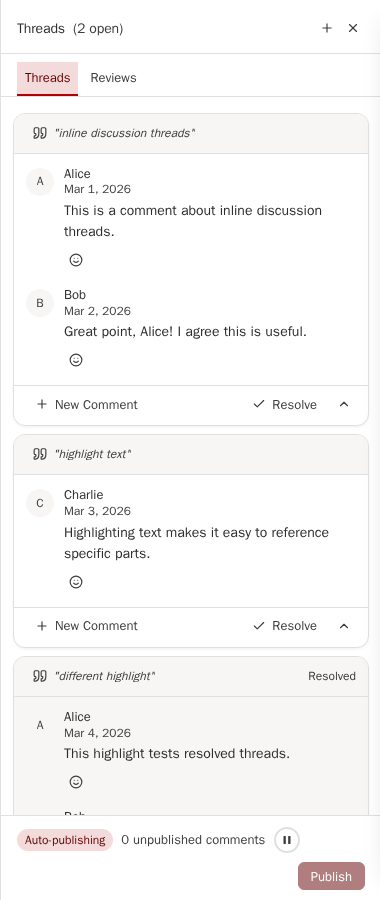 Threads (2 open)
Threads Reviews
"inline discussion threads"
A Alice
Mar 1, 2026
This is a comment about inline discussion
threads.
B Bob
Mar 2, 2026
Great point, Alice! I agree this is useful.
New Comment Resolve
"highlight text"
C Charlie
Mar 3, 2026
Highlighting text makes it easy to reference
specific parts.
New Comment Resolve
"different highlight" Resolved
A Alice
Mar 4, 2026
This highlight tests resolved threads.
Auto-publishing 0 unpublished comments
Publish